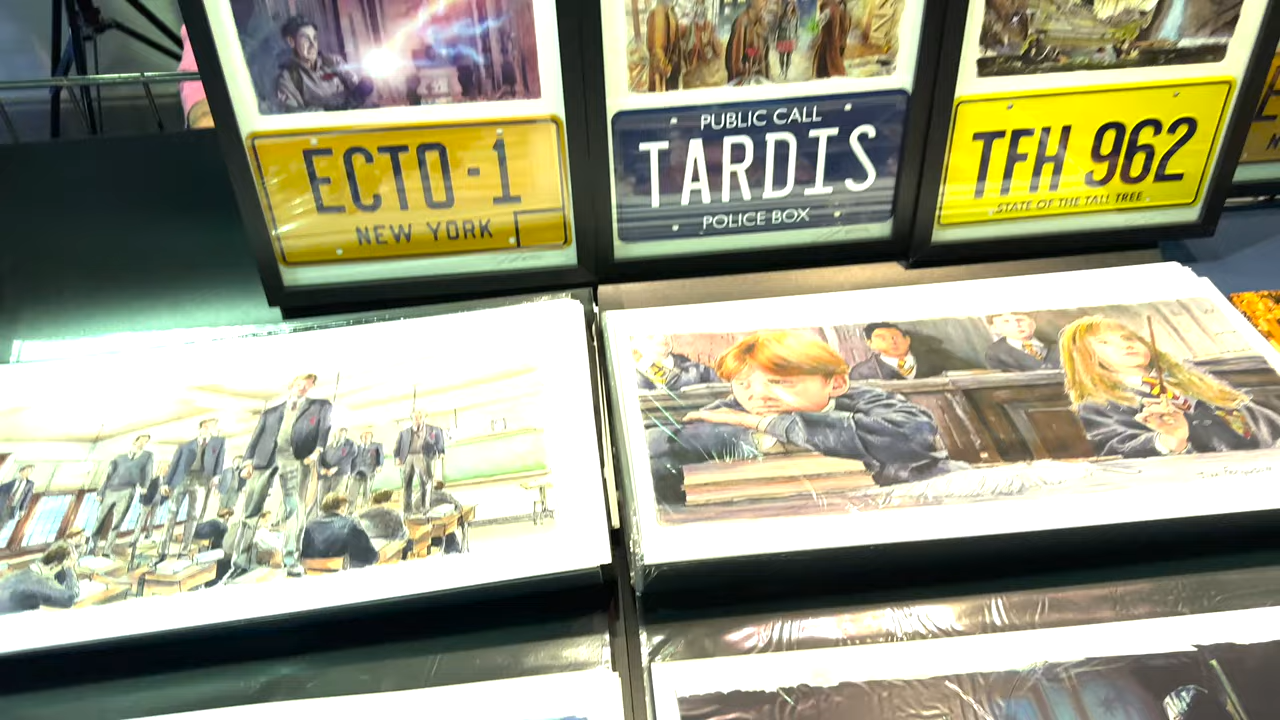 ECTO-1
NEW YORK
PUBLIC CALL
TARDIS
POLICE BOX
TFH 962
STATE OF THE TALL TREE